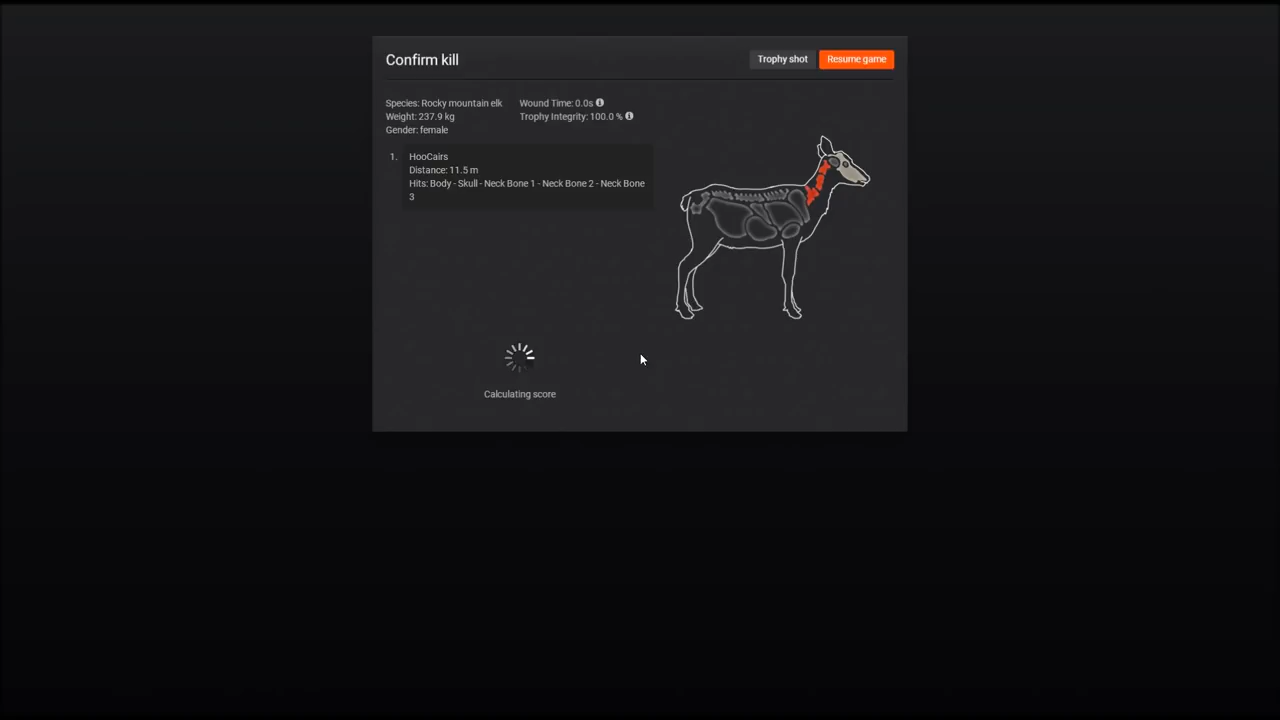 Confirm kill
Trophy shot
Resume game
Species: Rocky mountain elk
Wound Time: 0.0s
Weight: 237.9 kg
Trophy Integrity: 100.0 %
Gender: female
1.
HooCairs
Distance: 11.5 m
Hits: Body - Skull - Neck Bone 1 - Neck Bone 2 - Neck Bone
3
Calculating score